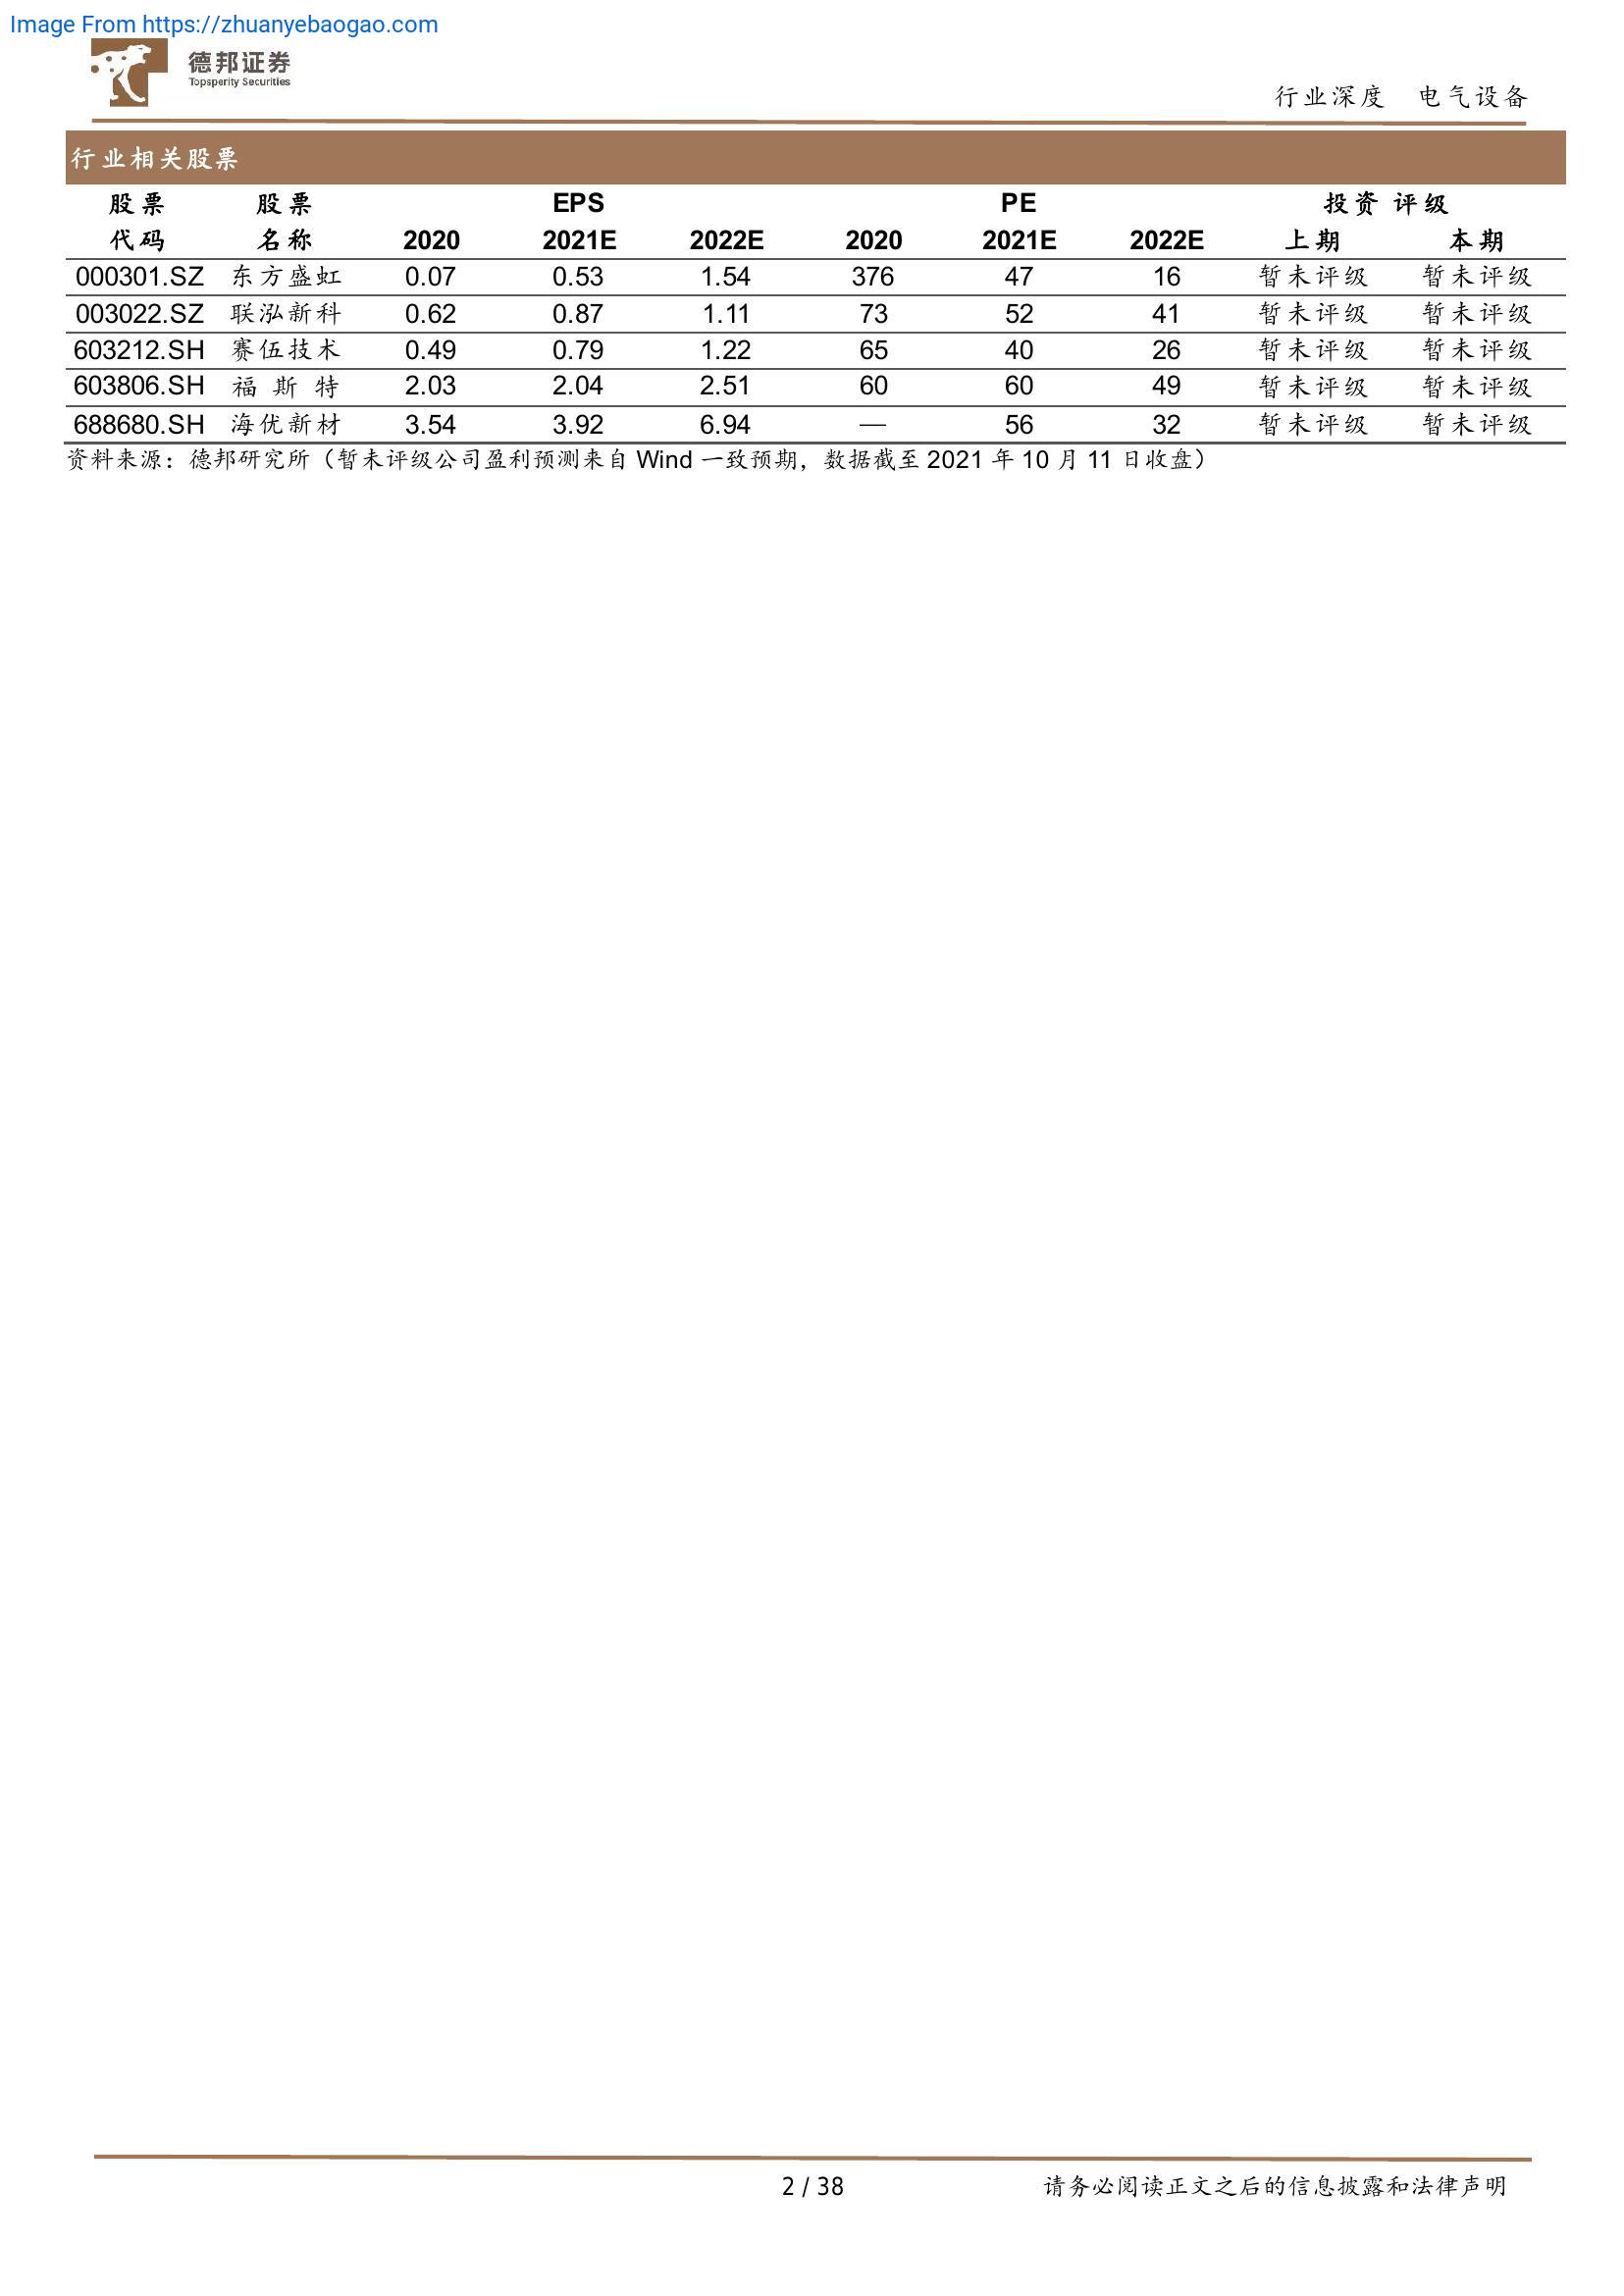 Image From https://zhuanyebaogao.com
德邦证券
Topsperity Securities
行业深度 电气设备
行业相关股票
股票 股票 EPS PE 投资 评级
代码 名称 2020 2021E 2022E 2020 2021E 2022E 上期 本期
000301.SZ 东方盛虹 0.07 0.53 1.54 376 47 16 暂未评级 暂未评级
003022.SZ 联泓新科 0.62 0.87 1.11 73 52 41 暂未评级 暂未评级
603212.SH 赛伍技术 0.49 0.79 1.22 65 40 26 暂未评级 暂未评级
603806.SH 福 斯 特 2.03 2.04 2.51 60 60 49 暂未评级 暂未评级
688680.SH 海优新材 3.54 3.92 6.94 — 56 32 暂未评级 暂未评级
资料来源：德邦研究所（暂未评级公司盈利预测来自 Wind 一致预期，数据截至 2021 年 10 月 11 日收盘）
2 / 38 请务必阅读正文之后的信息披露和法律声明